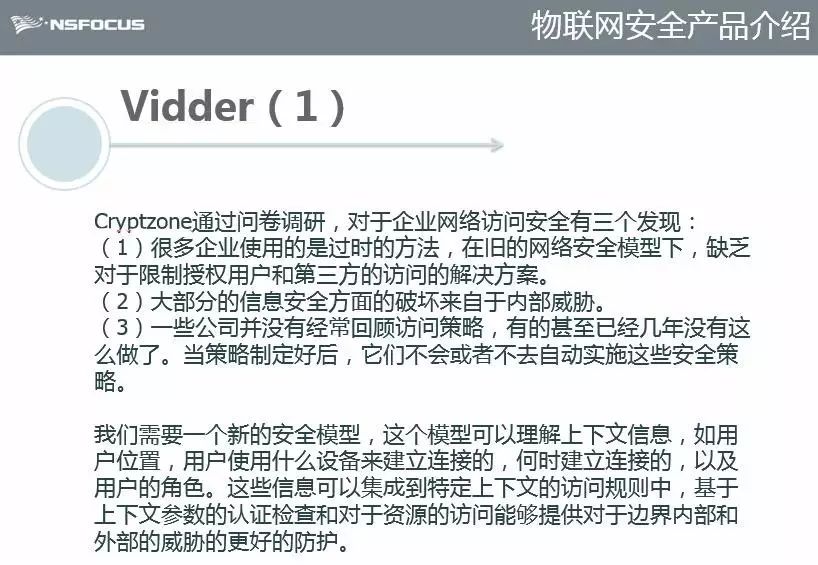 NSFOCUS
物联网安全产品介绍
Vidder（1）
Cryptzone通过问卷调研，对于企业网络访问安全有三个发现：
（1）很多企业使用的是过时的方法，在旧的网络安全模型下，缺乏
对于限制授权用户和第三方的访问的解决方案。
（2）大部分的信息安全方面的破坏来自于内部威胁。
（3）一些公司并没有经常回顾访问策略，有的甚至已经几年没有这
么做了。当策略制定好后，它们不会或者不去自动实施这些安全策
略。
我们需要一个新的安全模型，这个模型可以理解上下文信息，如用
户位置，用户使用什么设备来建立连接的，何时建立连接的，以及
用户的角色。这些信息可以集成到特定上下文的访问规则中，基于
上下文参数的认证检查和对于资源的访问能够提供对于边界内部和
外部的威胁的更好的防护。